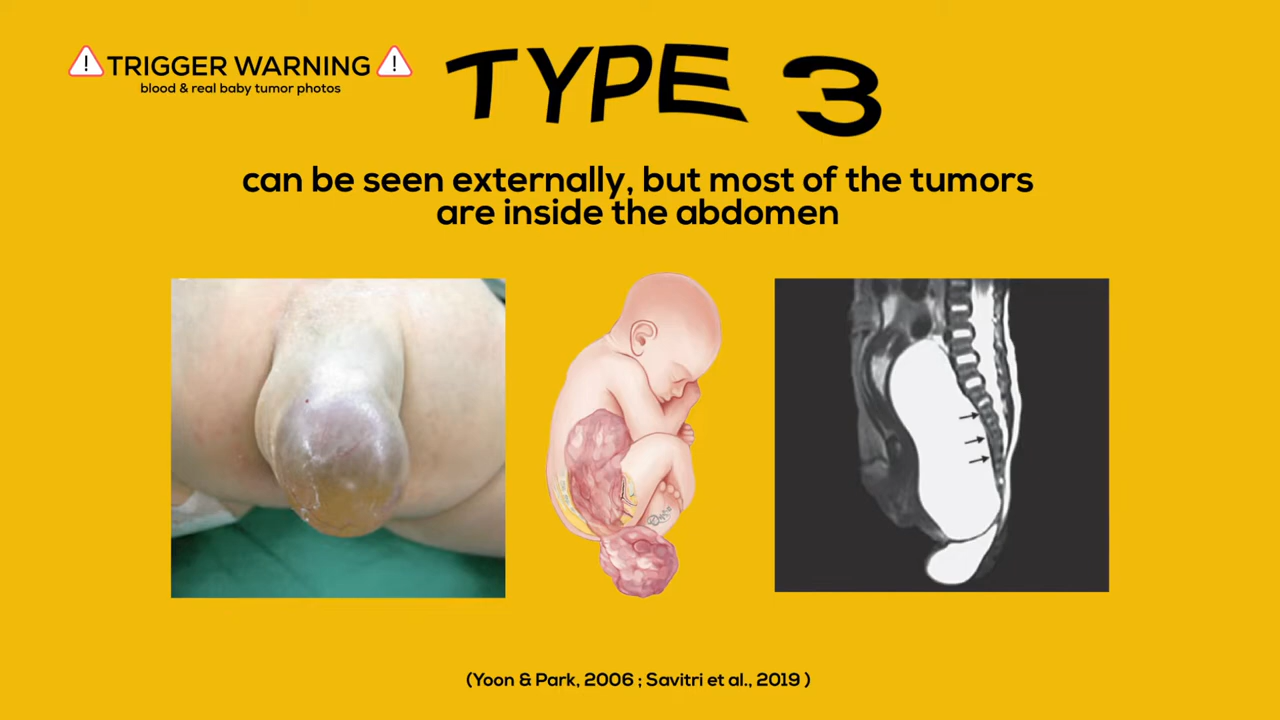 TRIGGER WARNING
blood & real baby tumor photos
TYPE 3
can be seen externally, but most of the tumors
are inside the abdomen
(Yoon & Park, 2006 ; Savitri et al., 2019 )